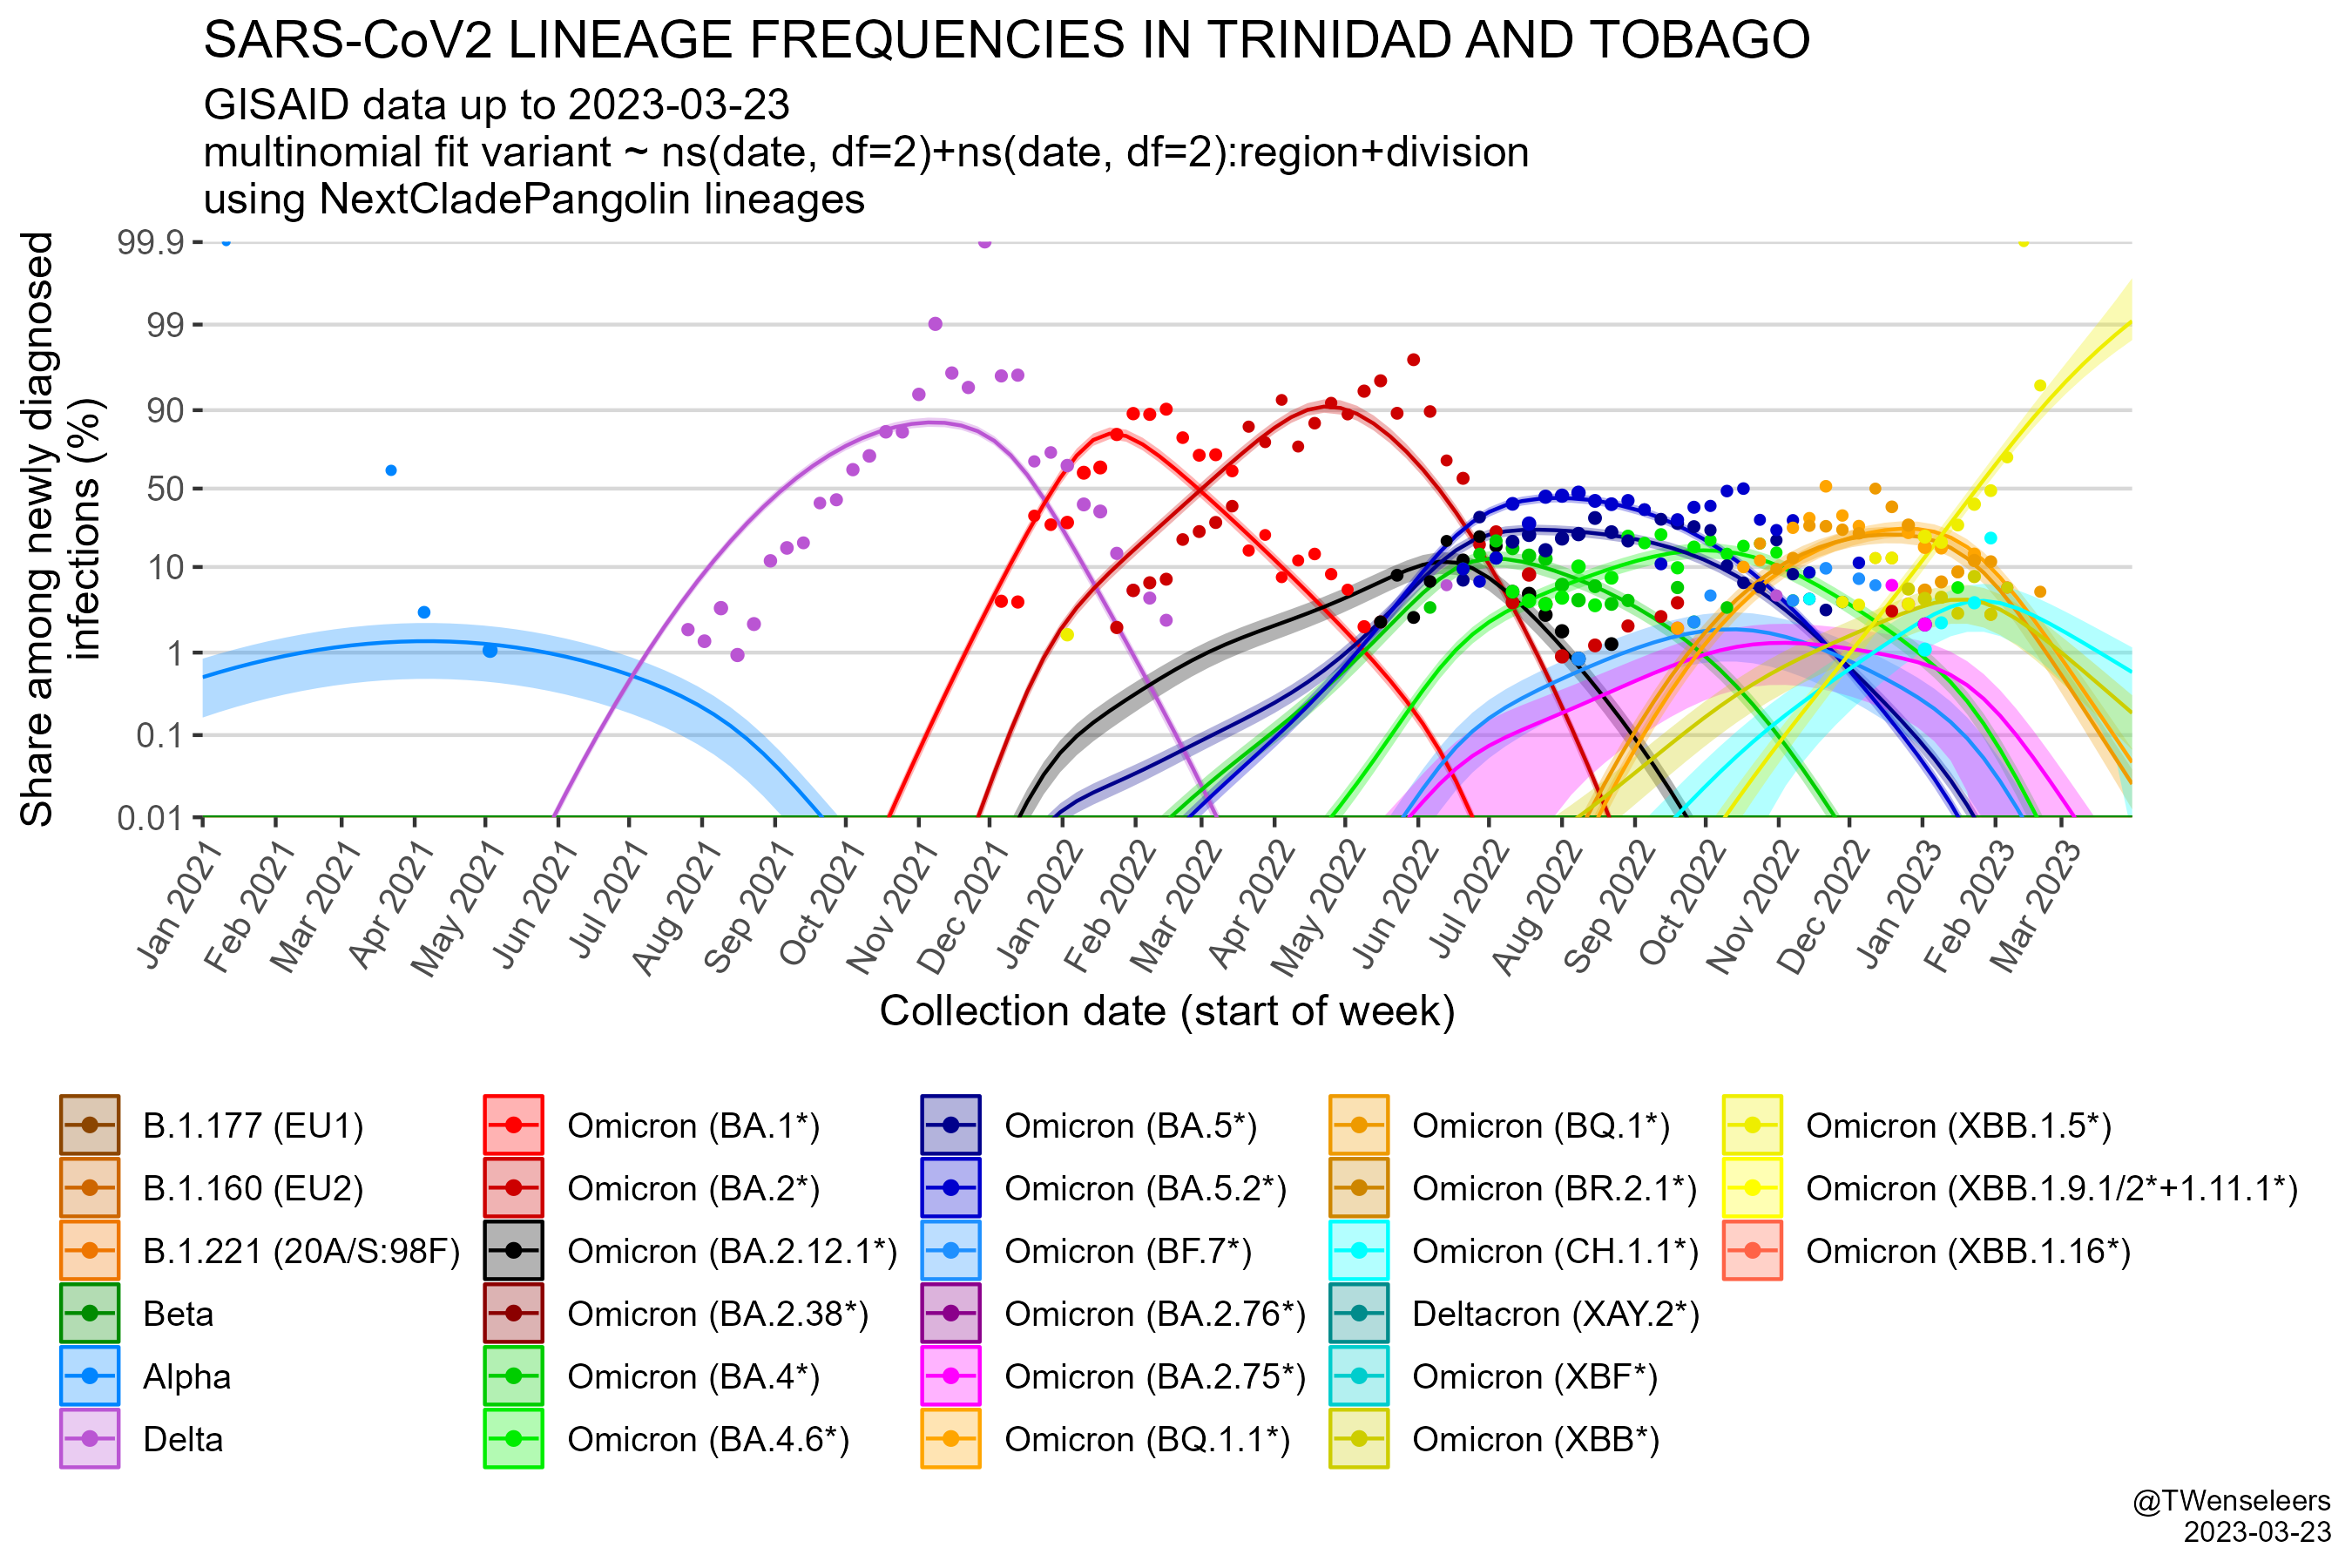 SARS-CoV2 LINEAGE FREQUENCIES IN TRINIDAD AND TOBAGO
GISAID data up to 2023-03-23
multinomial fit variant ~ ns(date, df=2)+ns(date, df=2):region+division
using NextCladePangolin lineages
Share among newly diagnosed
infections (%)
99.9
99
90
50
10
1
0.1
0.01
Jan 2021
Feb 2021
Mar 2021
Apr 2021
May 2021
Jun 2021
Jul 2021
Aug 2021
Sep 2021
Oct 2021
Nov 2021
Dec 2021
Jan 2022
Feb 2022
Mar 2022
Apr 2022
May 2022
Jun 2022
Jul 2022
Aug 2022
Sep 2022
Oct 2022
Nov 2022
Dec 2022
Jan 2023
Feb 2023
Mar 2023
Collection date (start of week)
B.1.177 (EU1)
B.1.160 (EU2)
B.1.221 (20A/S:98F)
Beta
Alpha
Delta
Omicron (BA.1*)
Omicron (BA.2*)
Omicron (BA.2.12.1*)
Omicron (BA.2.38*)
Omicron (BA.4*)
Omicron (BA.4.6*)
Omicron (BA.5*)
Omicron (BA.5.2*)
Omicron (BF.7*)
Omicron (BA.2.76*)
Omicron (BA.2.75*)
Omicron (BQ.1.1*)
Omicron (BQ.1*)
Omicron (BR.2.1*)
Omicron (CH.1.1*)
Deltacron (XAY.2*)
Omicron (XBF*)
Omicron (XBB*)
Omicron (XBB.1.5*)
Omicron (XBB.1.9.1/2*+1.11.1*)
Omicron (XBB.1.16*)
@TWenseleers
2023-03-23